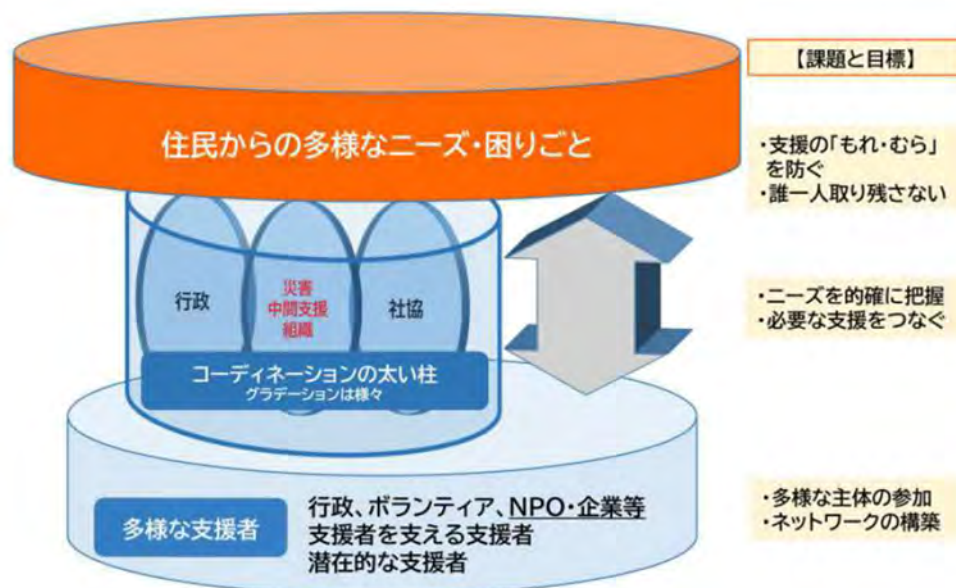 【課題と目標】
住民からの多様なニーズ・困りごと
・支援の「もれ・むら」
を防ぐ
・誰一人取り残さない
行政
災害
中間支援
組織
社協
・ニーズを的確に把握
・必要な支援をつなぐ
コーディネーションの太い柱
グラデーションは様々
多様な支援者
行政、ボランティア、NPO・企業等
支援者を支える支援者
潜在的な支援者
・多様な主体の参加
・ネットワークの構築